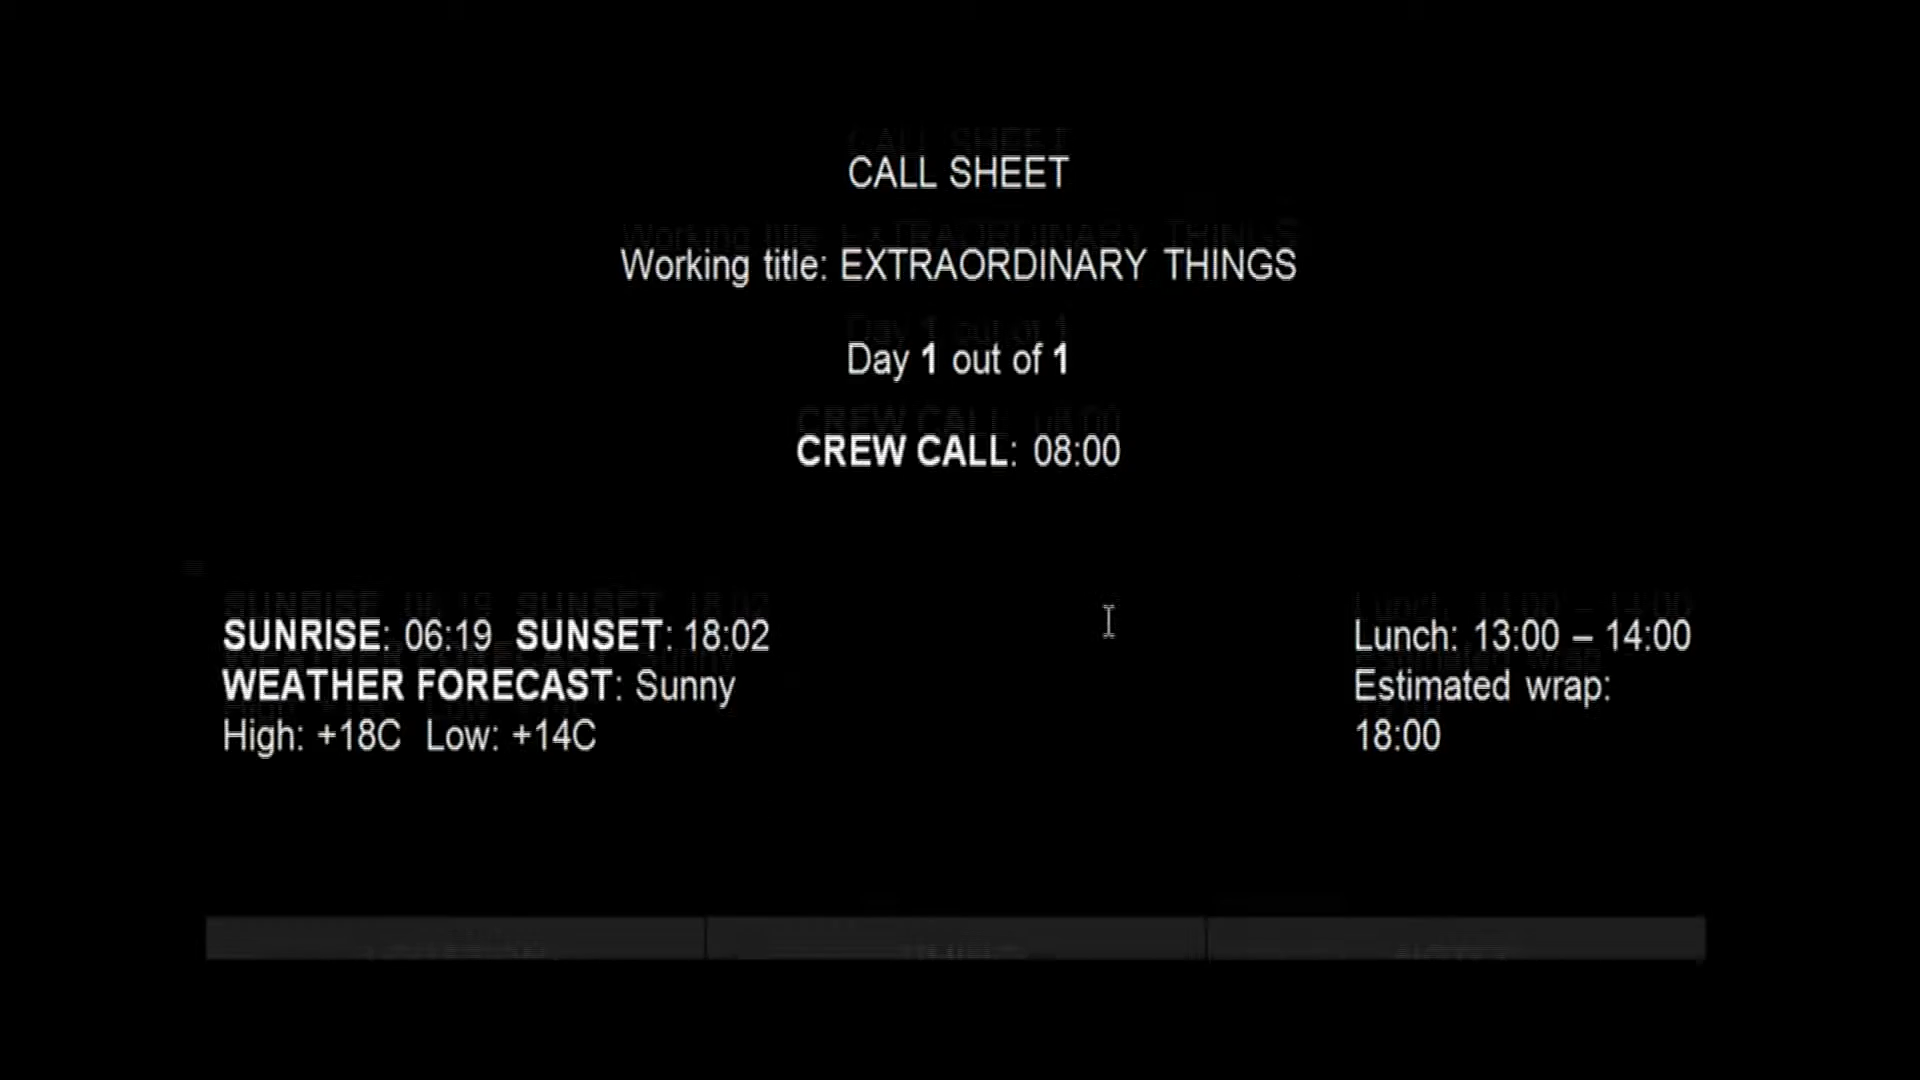 CALL SHEET
Working title: EXTRAORDINARY THINGS
Day 1 out of 1
CREW CALL: 08:00
SUNRISE: 06:19 SUNSET: 18:02
WEATHER FORECAST: Sunny
High: +18C Low: +14C
Lunch: 13:00 – 14:00
Estimated wrap:
18:00